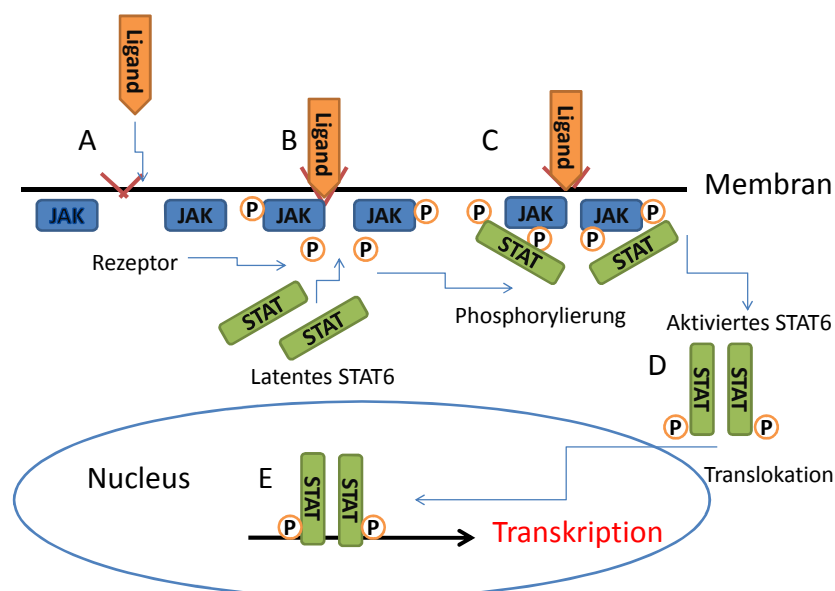 Ligand
A
B
Ligand
C
Ligand
Membran
JAK
JAK
P
JAK
JAK
P
P
JAK
JAK
P
P
P
P
P
Rezeptor
STAT
STAT
STAT
STAT
Phosphorylierung
Latentes STAT6
Aktiviertes STAT6
D
STAT
STAT
P
P
Translokation
Nucleus
E
STAT
STAT
P
P
Transkription